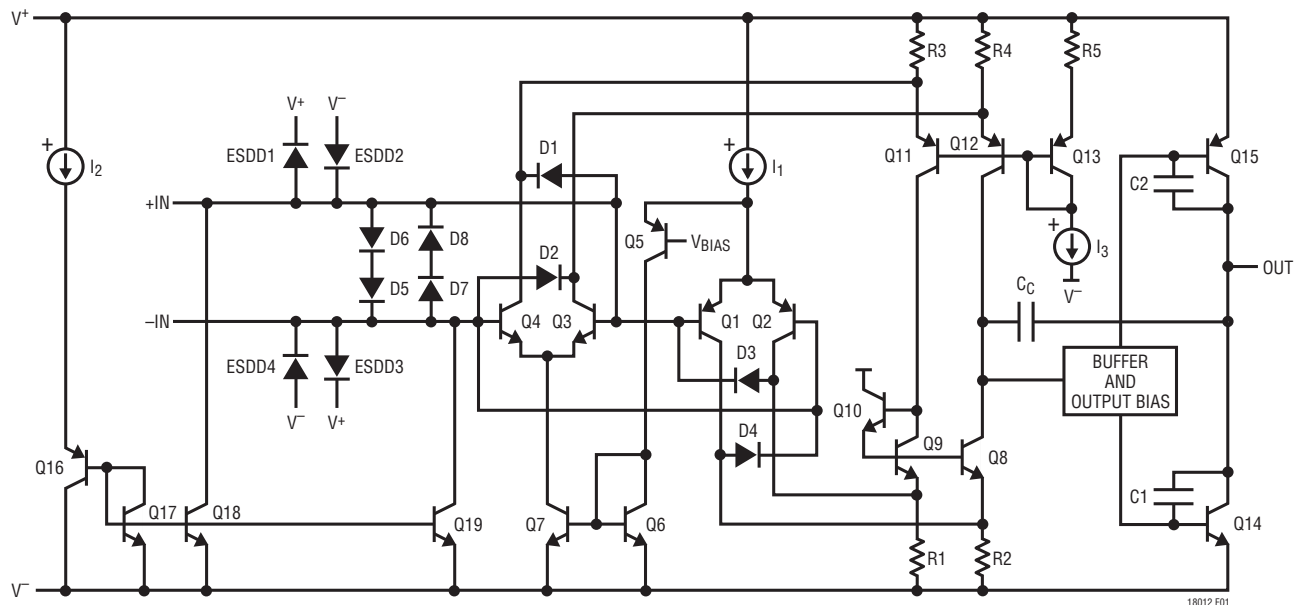 V+
R3
R4
R5
V+
V−
+
I2
ESDD1
ESDD2
D1
+
I1
Q11
Q12
Q13
Q15
C2
+IN
D6
D8
Q5
VBIAS
+
I3
V−
OUT
D2
D5
D7
CC
−IN
Q4
Q3
Q1
Q2
ESDD4
ESDD3
D3
BUFFER
AND
OUTPUT BIAS
V−
V+
Q10
D4
Q9
Q8
Q16
C1
Q17
Q18
Q19
Q7
Q6
Q14
R1
R2
V−
18012 F01